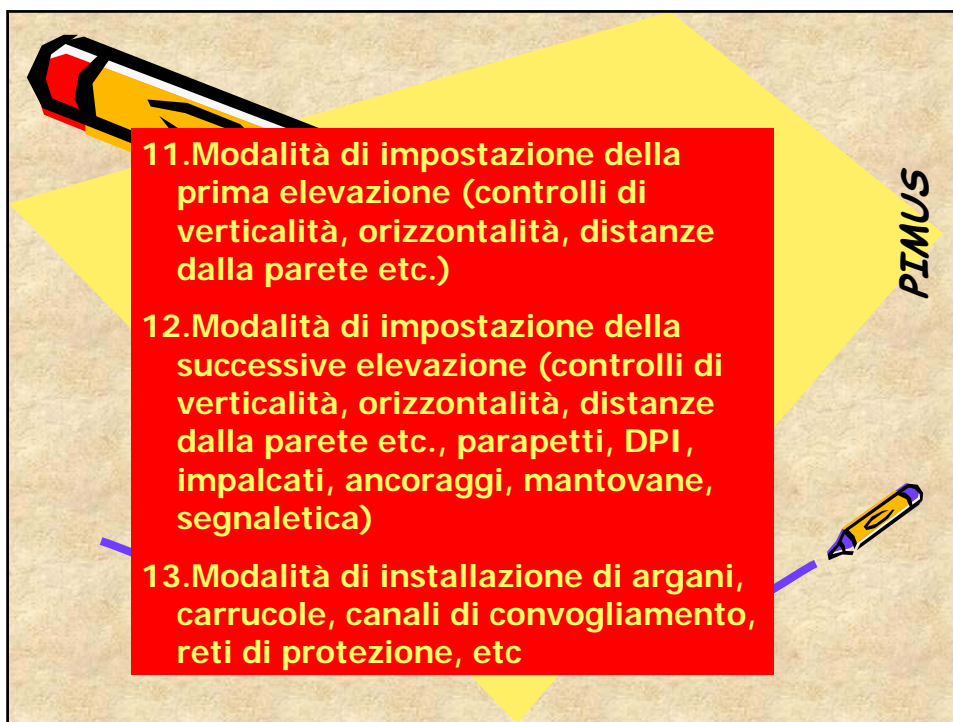 11.Modalità di impostazione della
prima elevazione (controlli di
verticalità, orizzontalità, distanze
dalla parete etc.)
12.Modalità di impostazione della
successive elevazione (controlli di
verticalità, orizzontalità, distanze
dalla parete etc., parapetti, DPI,
impalcati, ancoraggi, mantovane,
segnaletica)
13.Modalità di installazione di argani,
carrucole, canali di convogliamento,
reti di protezione, etc
PIMUS